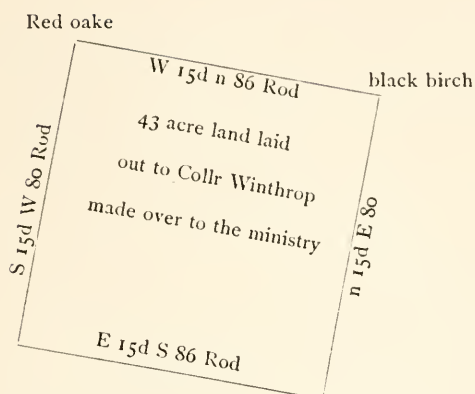 Red oake
W 15d n 86 Rod
black birch
43 acre land laid
out to Collr Winthrop
made over to the ministry
S 15d W 80 Rod
n 15d E 80
E 15d S 86 Rod